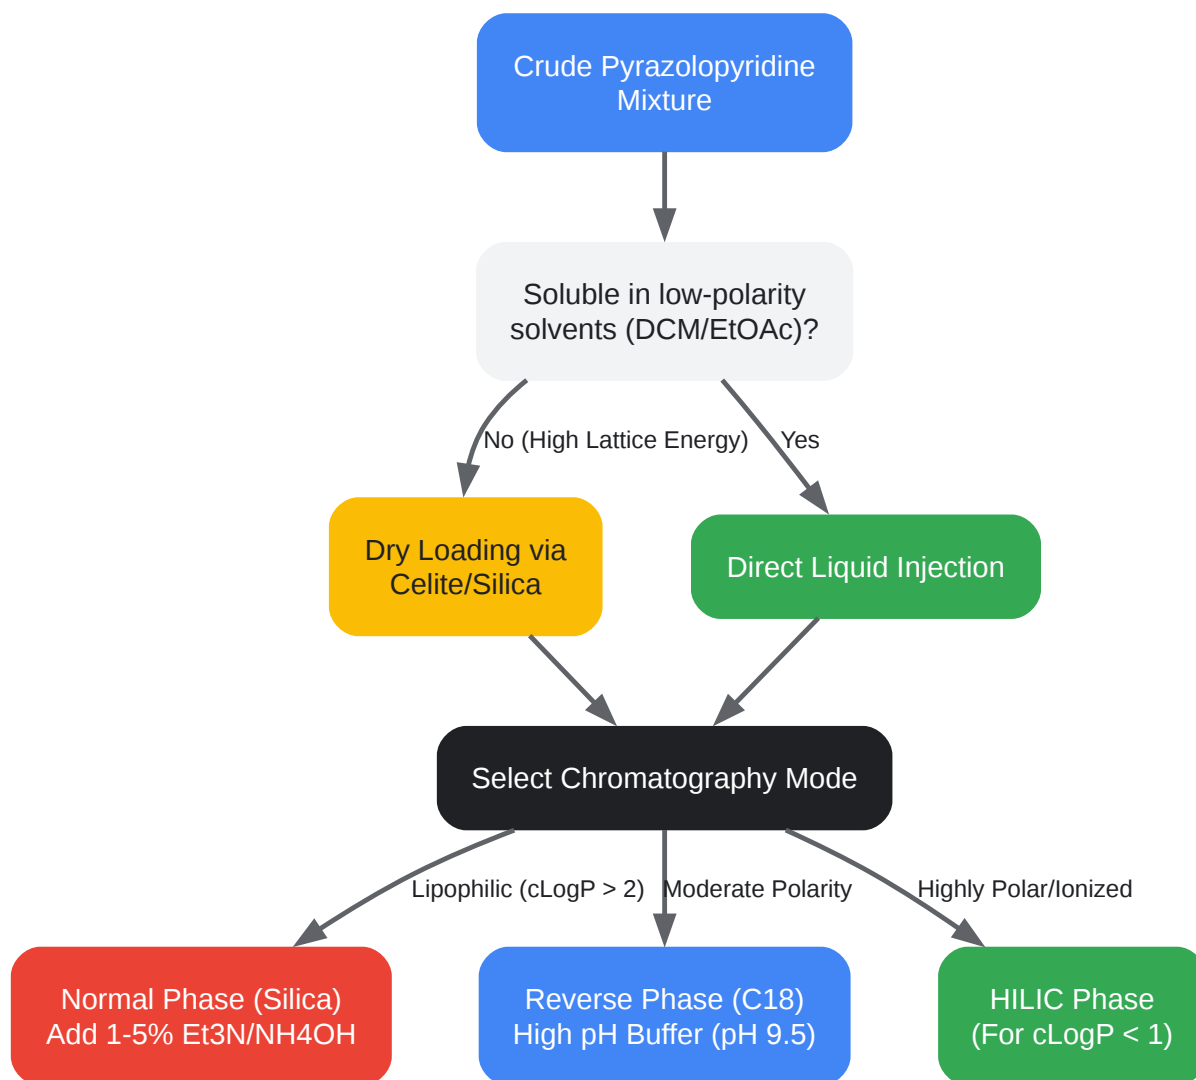 Crude Pyrazolopyridine
Mixture
Soluble in low-polarity
solvents (DCM/EtOAc)?
No (High Lattice Energy)
Yes
Dry Loading via
Celite/Silica
Direct Liquid Injection
Select Chromatography Mode
Lipophilic (cLogP > 2)
Moderate Polarity
Highly Polar/Ionized
Normal Phase (Silica)
Add 1-5% Et3N/NH4OH
Reverse Phase (C18)
High pH Buffer (pH 9.5)
HILIC Phase
(For cLogP < 1)